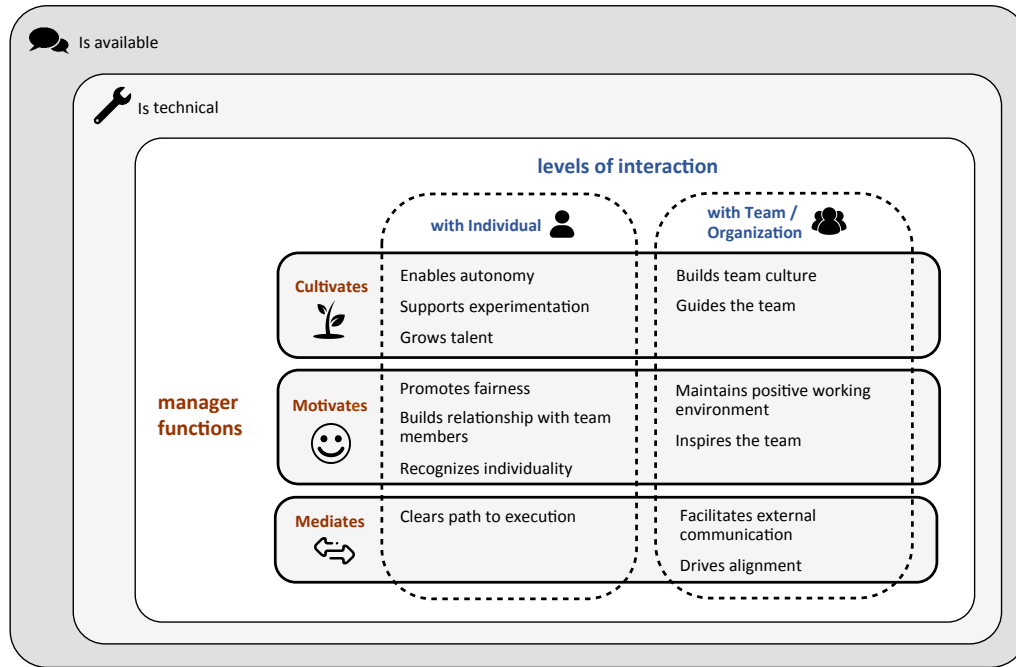 Is available
Is technical
levels of interaction
with Individual
with Team /
Organization
manager
functions
Cultivates
Enables autonomy
Supports experimentation
Grows talent
Builds team culture
Guides the team
Motivates
Promotes fairness
Builds relationship with team
members
Recognizes individuality
Maintains positive working
environment
Inspires the team
Mediates
Clears path to execution
Facilitates external
communication
Drives alignment